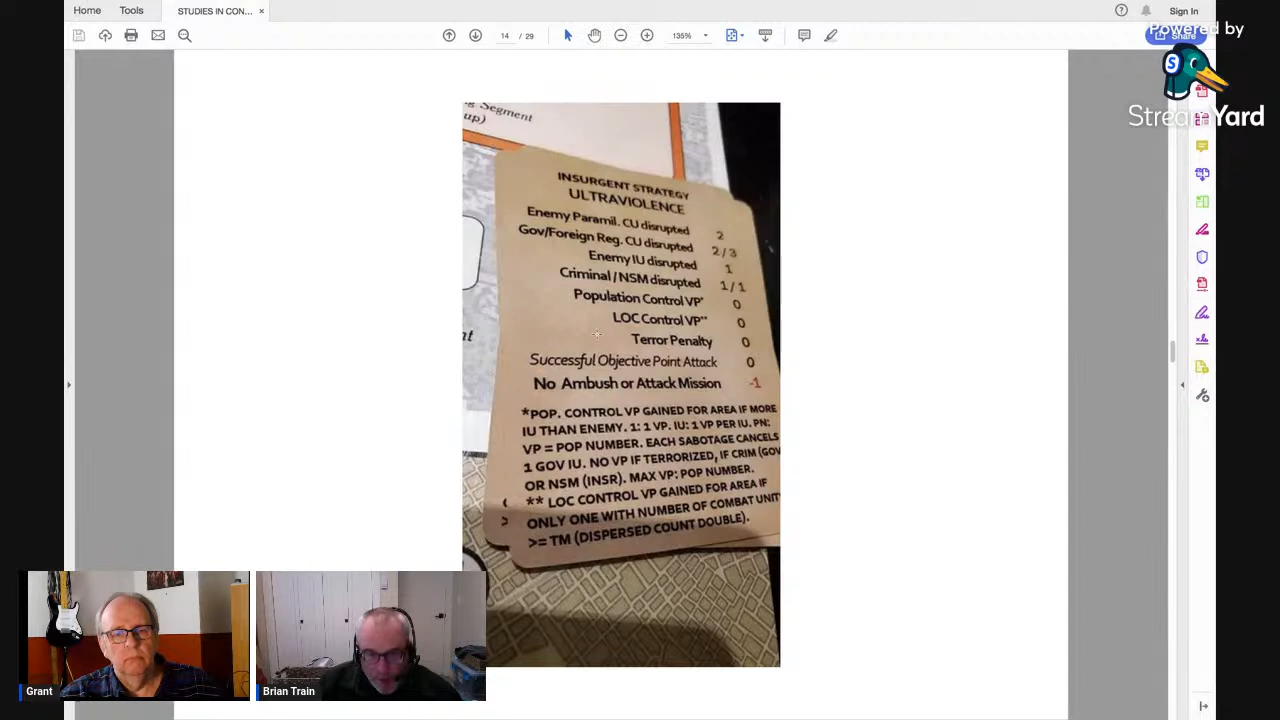 Home Tools STUDIES IN CON... ×
Sign In
14 / 29
135%
Share
Powered by
StreamYard
Segment
up)
INSURGENT STRATEGY
ULTRAVIOLENCE
Enemy Paramil. CU disrupted 2
Gov/Foreign Reg. CU disrupted 2/3
Enemy IU disrupted 1
Criminal / NSM disrupted 1/1
Population Control VP* 0
LOC Control VP** 0
Terror Penalty 0
Successful Objective Point Attack 0
No Ambush or Attack Mission -1
*POP. CONTROL VP GAINED FOR AREA IF MORE
IU THAN ENEMY. 1: 1 VP. IU: 1 VP PER IU. PN:
VP = POP NUMBER. EACH SABOTAGE CANCELS
1 GOV IU. NO VP IF TERRORIZED, IF CRIM (GOV
OR NSM (INSR). MAX VP: POP NUMBER.
** LOC CONTROL VP GAINED FOR AREA IF
ONLY ONE WITH NUMBER OF COMBAT UNIT
>= TM (DISPERSED COUNT DOUBLE).
Grant
Brian Train